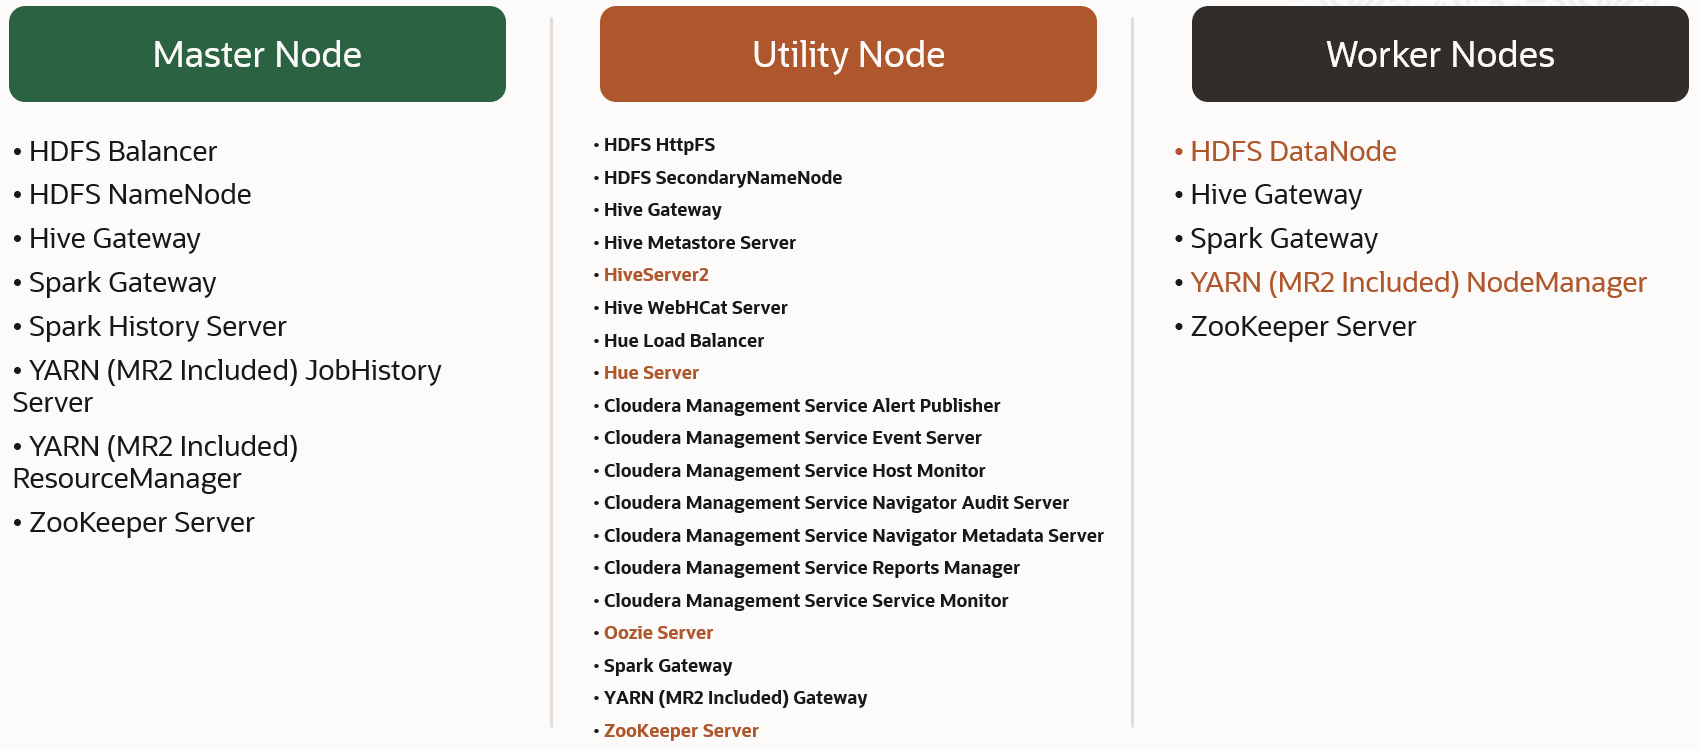 Master Node
• HDFS Balancer
• HDFS NameNode
• Hive Gateway
• Spark Gateway
• Spark History Server
• YARN (MR2 Included) JobHistory
Server
• YARN (MR2 Included)
ResourceManager
• ZooKeeper Server
Utility Node
• HDFS HttpFS
• HDFS SecondaryNameNode
• Hive Gateway
• Hive Metastore Server
• HiveServer2
• Hive WebHCat Server
• Hue Load Balancer
• Hue Server
• Cloudera Management Service Alert Publisher
• Cloudera Management Service Event Server
• Cloudera Management Service Host Monitor
• Cloudera Management Service Navigator Audit Server
• Cloudera Management Service Navigator Metadata Server
• Cloudera Management Service Reports Manager
• Cloudera Management Service Service Monitor
• Oozie Server
• Spark Gateway
• YARN (MR2 Included) Gateway
• ZooKeeper Server
Worker Nodes
• HDFS DataNode
• Hive Gateway
• Spark Gateway
• YARN (MR2 Included) NodeManager
• ZooKeeper Server